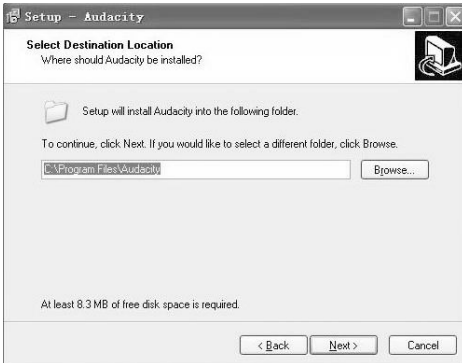 Setup - Audacity
Select Destination Location
Where should Audacity be installed?
Setup will install Audacity into the following folder.
To continue, click Next. If you would like to select a different folder, click Browse.
C:\Program Files\Audacity
Browse...
At least 8.3 MB of free disk space is required.
< Back
Next >
Cancel